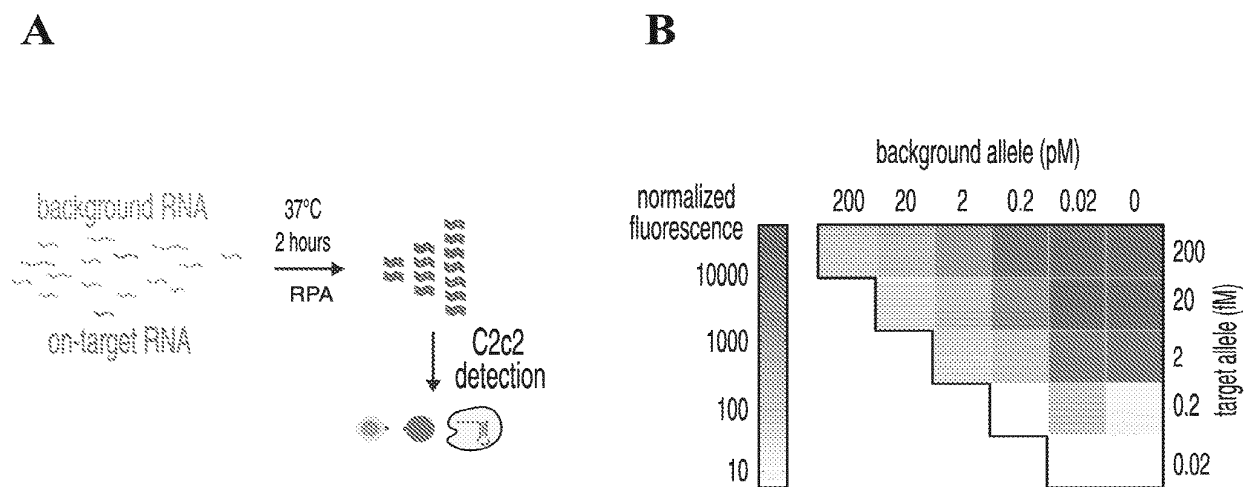 A
background RNA
on-target RNA
37°C
2 hours
RPA
C2c2
detection
B
background allele (pM)
normalized
fluorescence
200 20 2 0.2 0.02 0
10000
1000
100
10
200
20
2
0.2
0.02
target allele (fM)